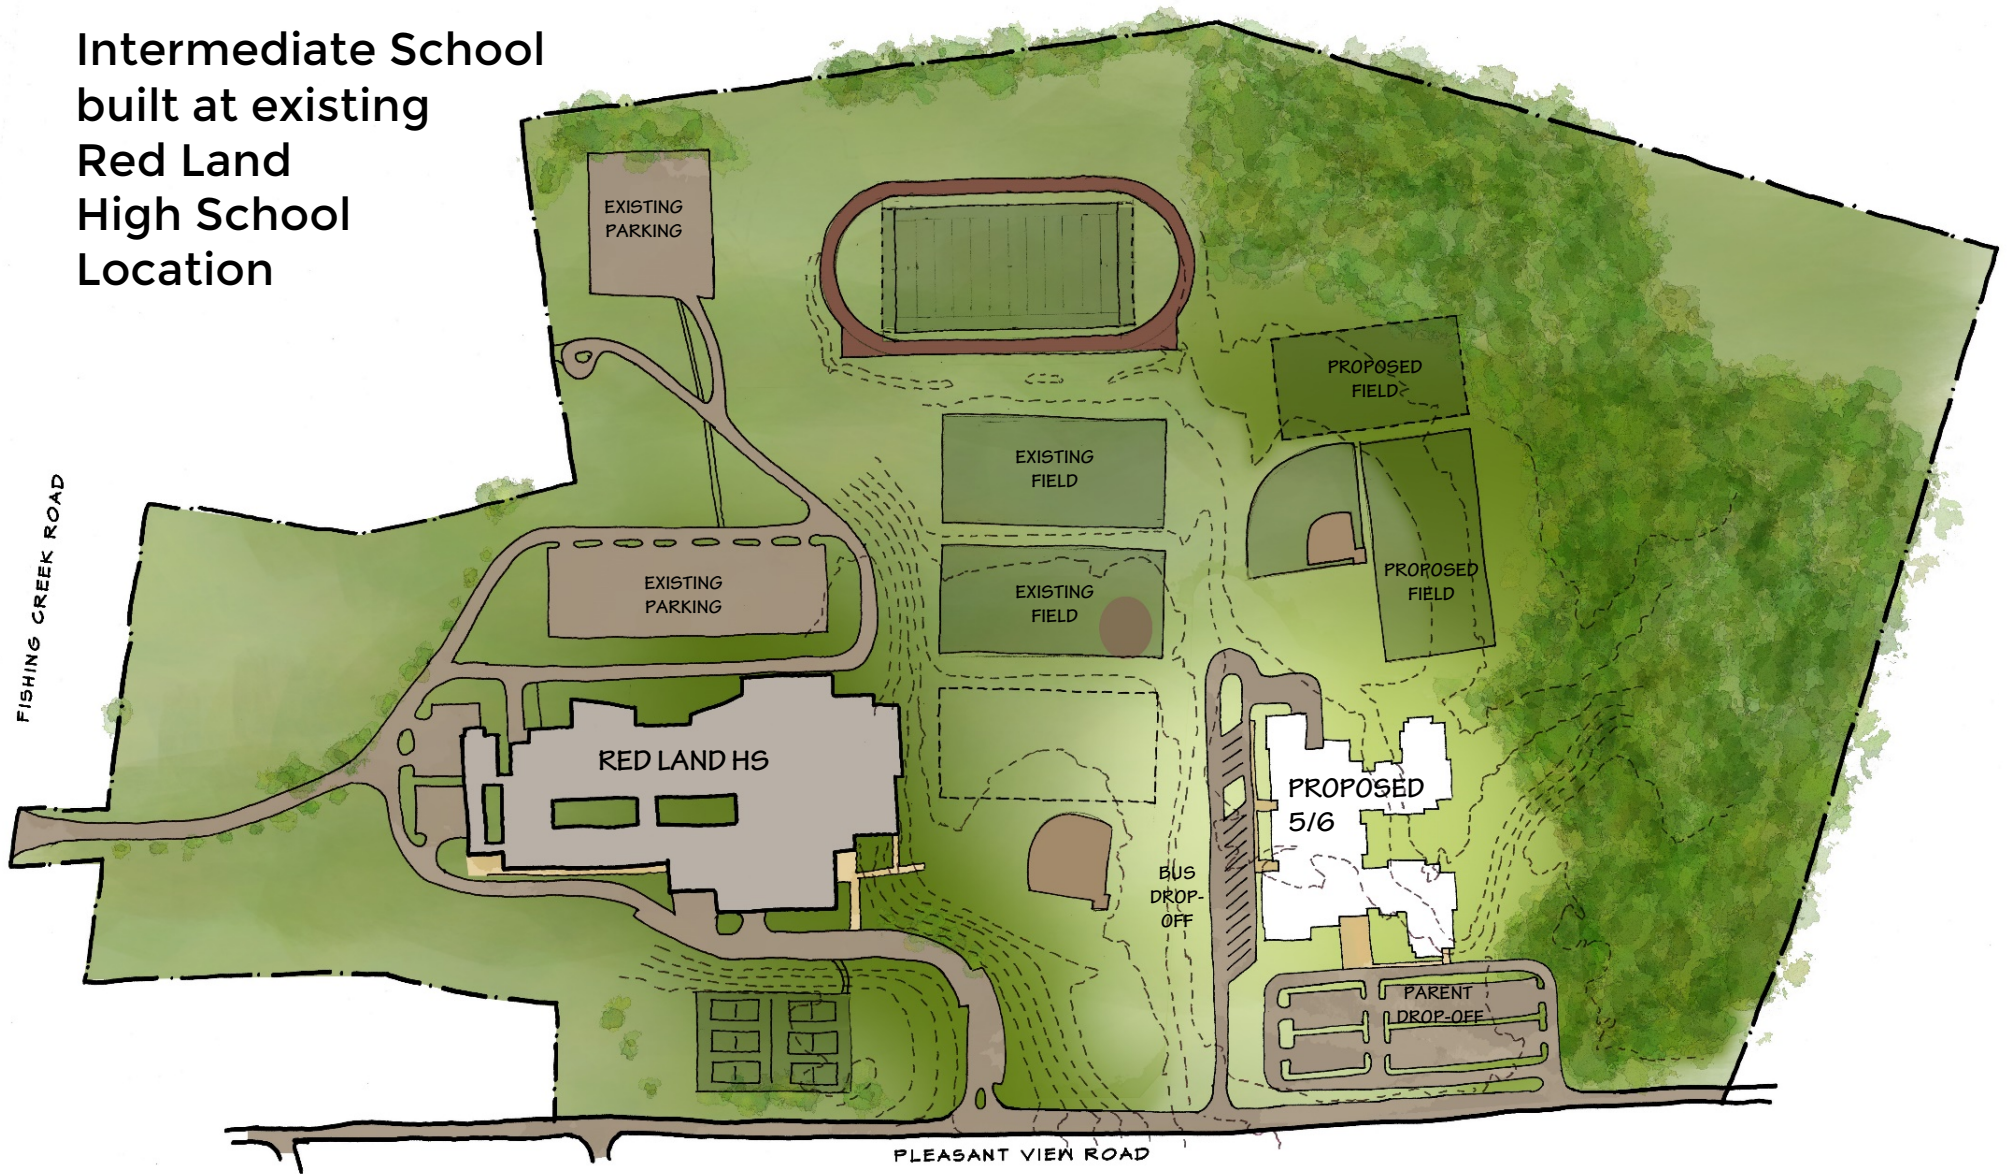 Intermediate School
built at existing
Red Land
High School
Location
EXISTING
PARKING
PROPOSED
FIELD
EXISTING
FIELD
FISHING CREEK ROAD
EXISTING
PARKING
EXISTING
FIELD
PROPOSED
FIELD
RED LAND HS
PROPOSED
5/6
BUS
DROP-
OFF
PARENT
DROP-OFF
PLEASANT VIEW ROAD